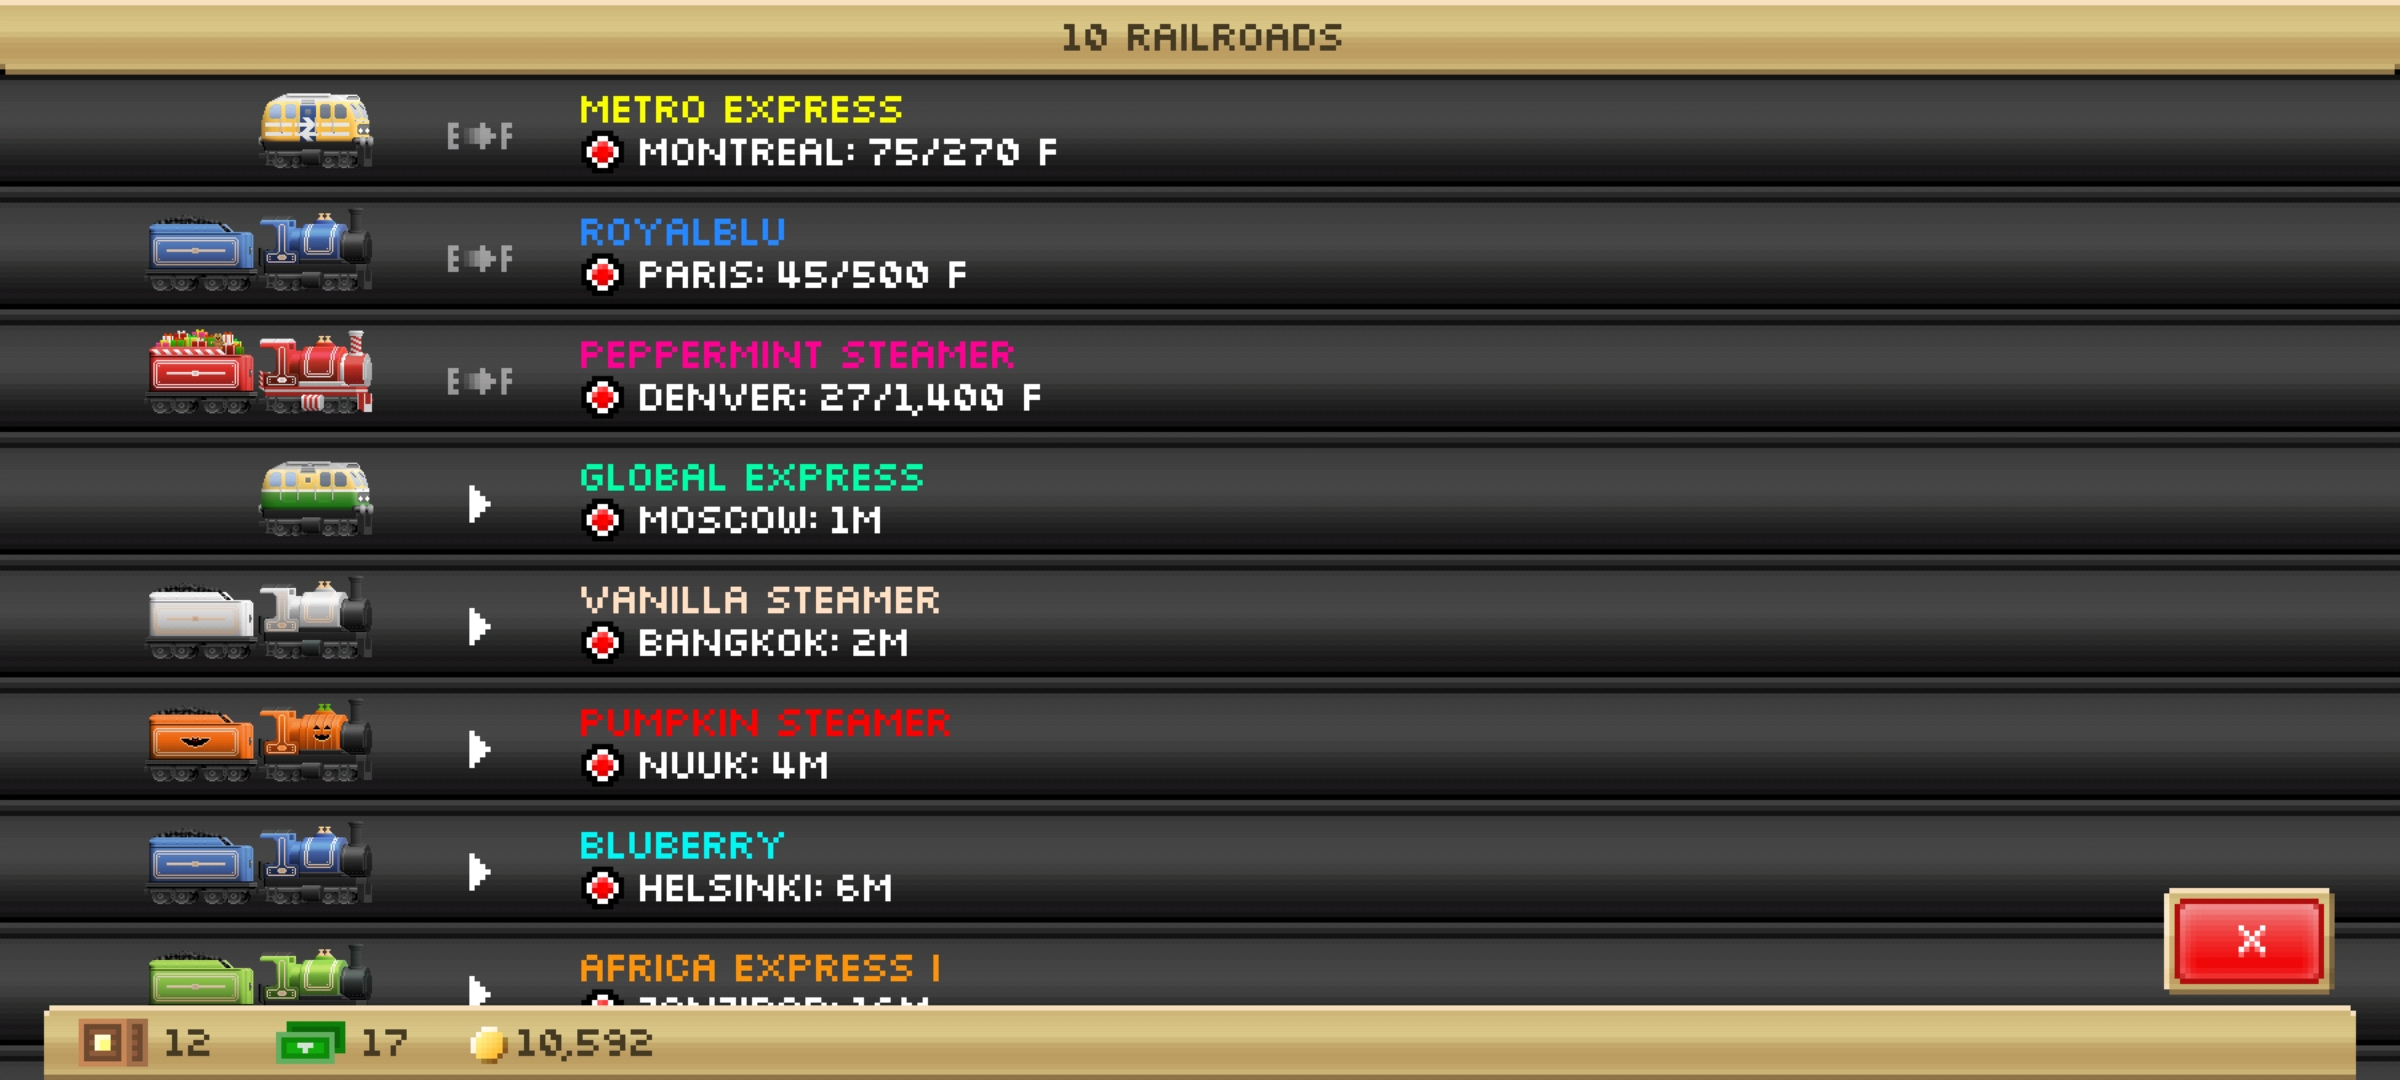 10 RAILROADS
E F
METRO EXPRESS
MONTREAL: 75/270 F
E F
ROYALBLU
PARIS: 45/500 F
E F
PEPPERMINT STEAMER
DENVER: 27/1,400 F
GLOBAL EXPRESS
MOSCOW: 1M
VANILLA STEAMER
BANGKOK: 2M
PUMPKIN STEAMER
NUUK: 4M
BLUBERRY
HELSINKI: 6M
AFRICA EXPRESS I
X
12 17 10,592